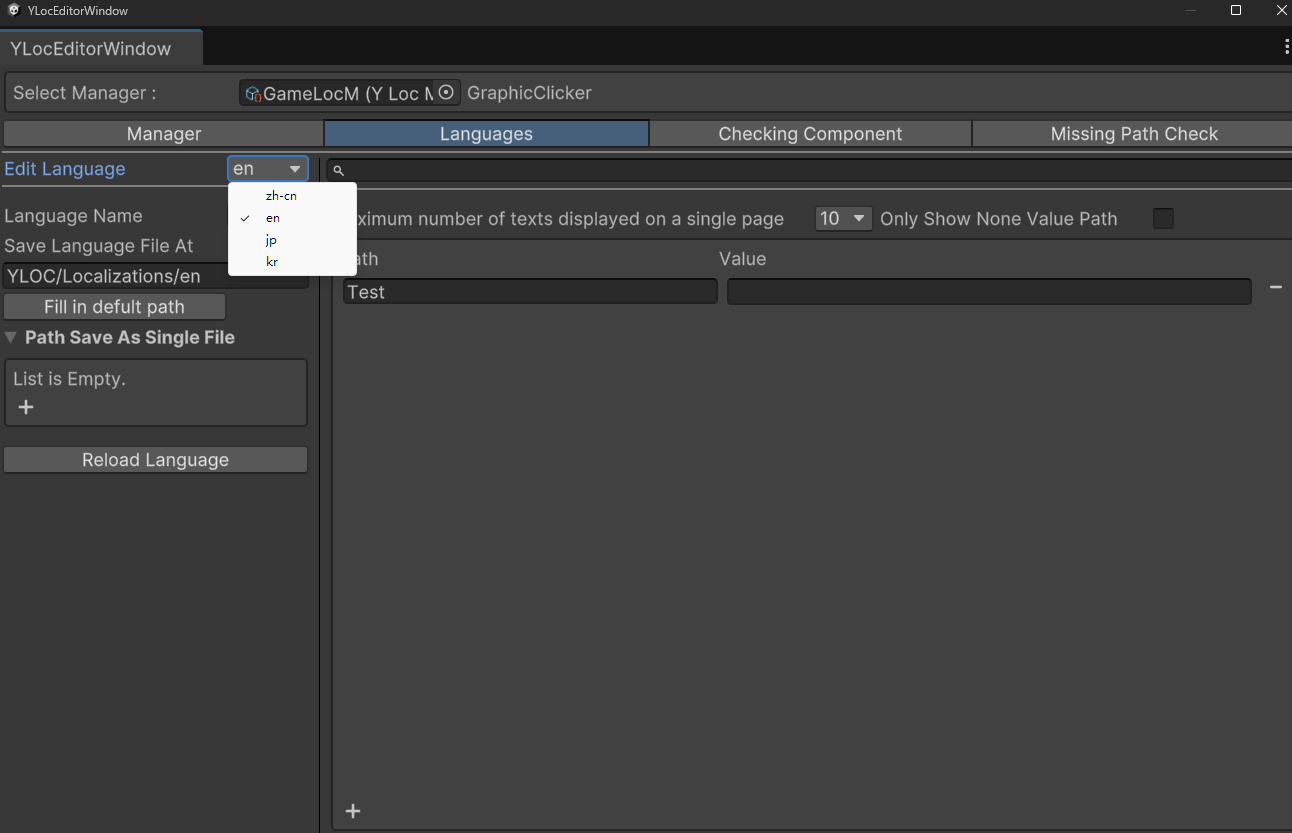 YLocEditorWindow
YLocEditorWindow
Select Manager : GameLocM (Y Loc GraphicClicker
Manager Languages Checking Component Missing Path Check
Edit Language en
zh-cn
en
jp
kr
Language Name
number of texts displayed on a single page 10 Only Show None Value Path
Save Language File At
Value
YLOC/Localizations/en
Test
Fill in defult path
Path Save As Single File
List is Empty.
Reload Language